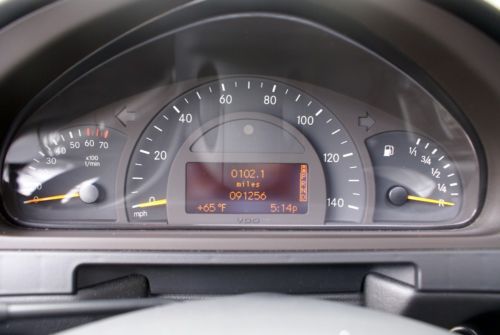 0 20 40 60 80 100 120 140
mph
0 30 40 50 60 70
x100
1/min
1/1 3/4 1/2 1/4 R
0102.1
miles
091256
+65°F 5:14p
VDO